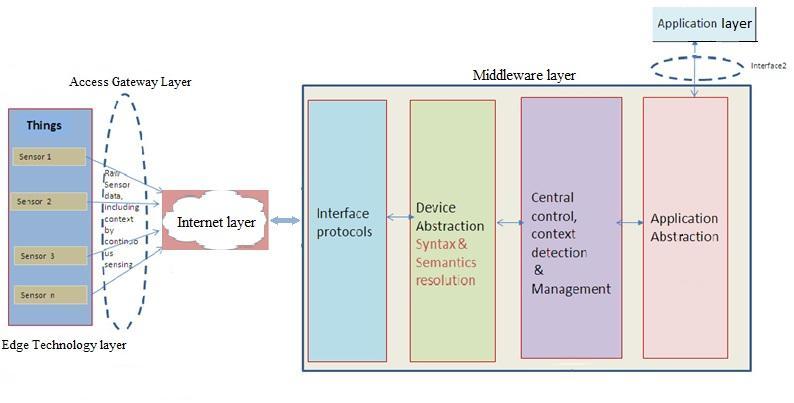 Application layer
Interface2
Middleware layer
Access Gateway Layer
Things
Sensor 1
Sensor 2
Sensor 3
Sensor n
Edge Technology layer
Raw
Sensor
data,
including
context
by
continuo
us
sensing
Internet layer
Interface
protocols
Device
Abstraction
Syntax &
Semantics
resolution
Central
control,
context
detection
&
Management
Application
Abstraction